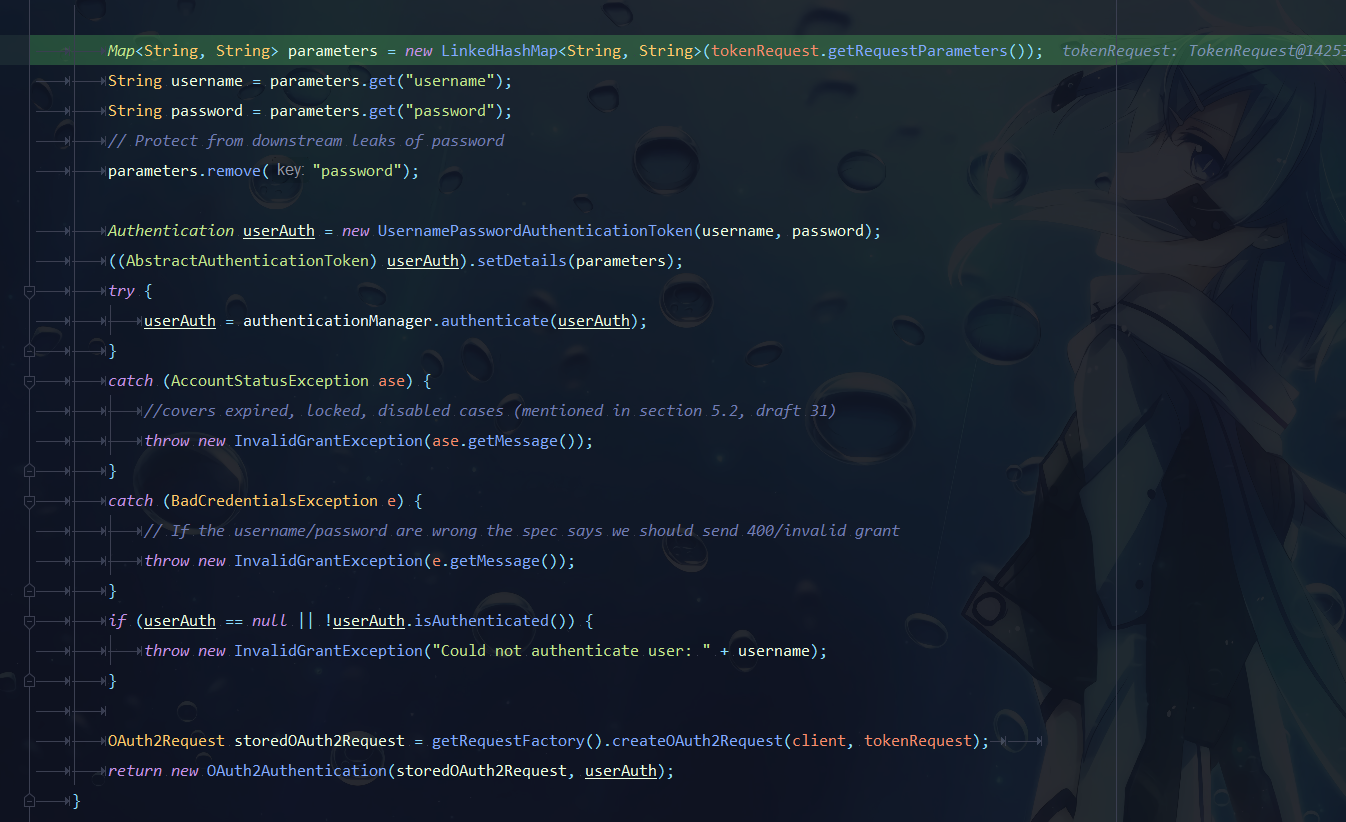 Map<String, String> parameters = new LinkedHashMap<String, String>(tokenRequest.getRequestParameters()); tokenRequest: TokenRequest@14253
String username = parameters.get("username");
String password = parameters.get("password");
// Protect from downstream leaks of password
parameters.remove( key: "password");
Authentication userAuth = new UsernamePasswordAuthenticationToken(username, password);
((AbstractAuthenticationToken) userAuth).setDetails(parameters);
try {
userAuth = authenticationManager.authenticate(userAuth);
}
catch (AccountStatusException ase) {
//covers expired, locked, disabled cases (mentioned in section 5.2, draft 31)
throw new InvalidGrantException(ase.getMessage());
}
catch (BadCredentialsException e) {
// If the username/password are wrong the spec says we should send 400/invalid grant
throw new InvalidGrantException(e.getMessage());
}
if (userAuth == null || !userAuth.isAuthenticated()) {
throw new InvalidGrantException("Could not authenticate user: " + username);
}
OAuth2Request storedOAuth2Request = getRequestFactory().createOAuth2Request(client, tokenRequest);
return new OAuth2Authentication(storedOAuth2Request, userAuth);
}